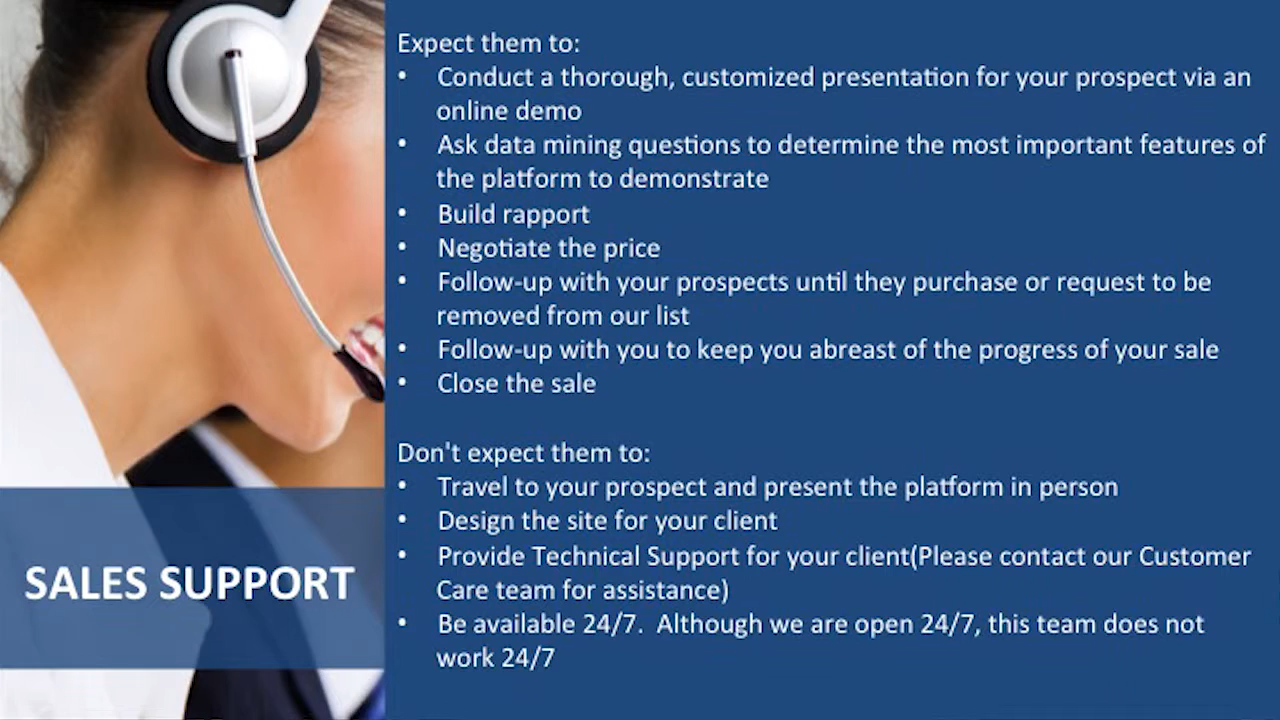 Expect them to:
• Conduct a thorough, customized presentation for your prospect via an
online demo
• Ask data mining questions to determine the most important features of
the platform to demonstrate
• Build rapport
• Negotiate the price
• Follow-up with your prospects until they purchase or request to be
removed from our list
• Follow-up with you to keep you abreast of the progress of your sale
• Close the sale
Don't expect them to:
• Travel to your prospect and present the platform in person
• Design the site for your client
• Provide Technical Support for your client(Please contact our Customer
Care team for assistance)
• Be available 24/7.  Although we are open 24/7, this team does not
work 24/7
SALES SUPPORT